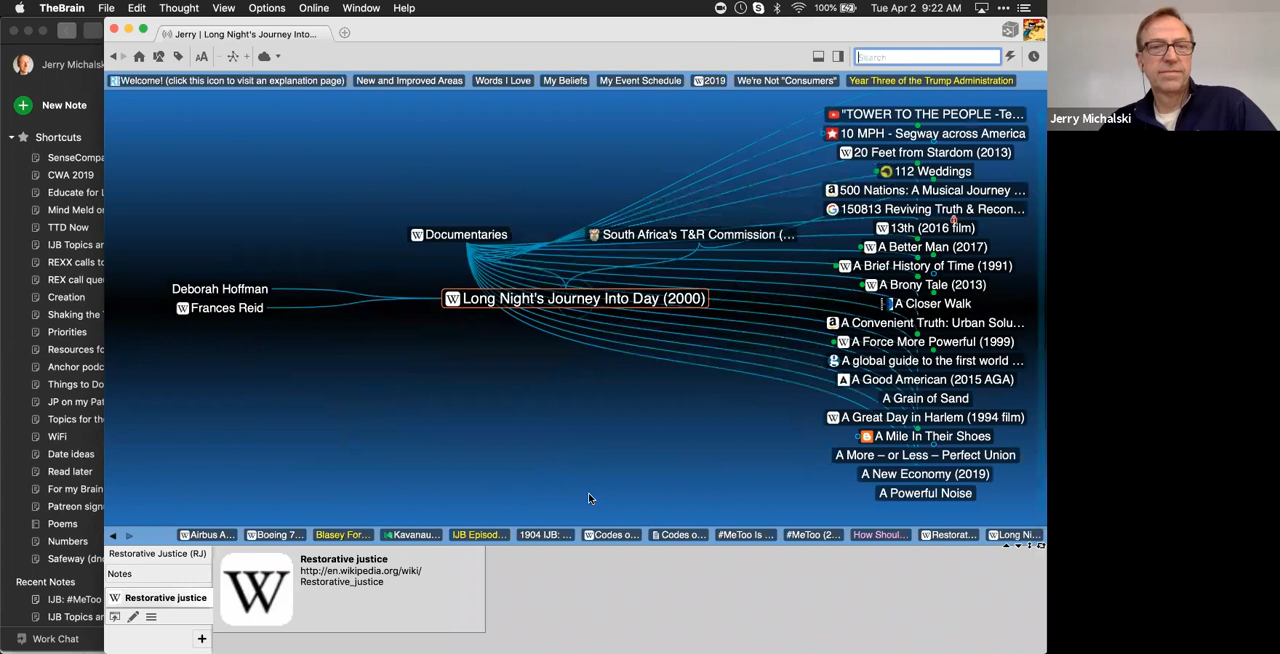 TheBrain File Edit Thought View Options Online Window Help
100% Tue Apr 2 9:22 AM
Jerry | Long Night's Journey Into...
Jerry Michalsk
New Note
Shortcuts
SenseCompa
CWA 2019
Educate for L
Mind Meld or
TTD Now
IJB Topics ar
REXX calls to
REX call que
Creation
Shaking the
Priorities
Resources fo
Anchor podc
Things to Do
JP on my Pat
Topics for the
WiFi
Date ideas
Read later
For my Brain
Patreon sign
Poems
Numbers
Safeway (dno
Recent Notes
IJB: #MeToo
IJB Topics ar
Work Chat
AA
Search
Welcome! (click this icon to visit an explanation page) New and Improved Areas Words I Love My Beliefs My Event Schedule W 2019 We're Not "Consumers" Year Three of the Trump Administration
W Documentaries
South Africa's T&R Commission (...
Deborah Hoffman
W Frances Reid
W Long Night's Journey Into Day (2000)
"TOWER TO THE PEOPLE -Te...
10 MPH - Segway across America
W 20 Feet from Stardom (2013)
112 Weddings
a 500 Nations: A Musical Journey ...
G 150813 Reviving Truth & Recon...
W 13th (2016 film)
W A Better Man (2017)
W A Brief History of Time (1991)
W A Brony Tale (2013)
A Closer Walk
a A Convenient Truth: Urban Solu...
W A Force More Powerful (1999)
g A global guide to the first world ...
A A Good American (2015 AGA)
A Grain of Sand
W A Great Day in Harlem (1994 film)
A Mile In Their Shoes
A More – or Less – Perfect Union
A New Economy (2019)
A Powerful Noise
W Airbus A... W Boeing 7... Blasey For... Kavanau... IJB Episod... 1904 IJB: ... W Codes o... Codes o... #MeToo Is ... #MeToo (2... How Shoul... W Restorat... W Long Ni...
Restorative Justice (RJ)
Notes
W Restorative justice
W
Restorative justice
http://en.wikipedia.org/wiki/
Restorative_justice
Jerry Michalski